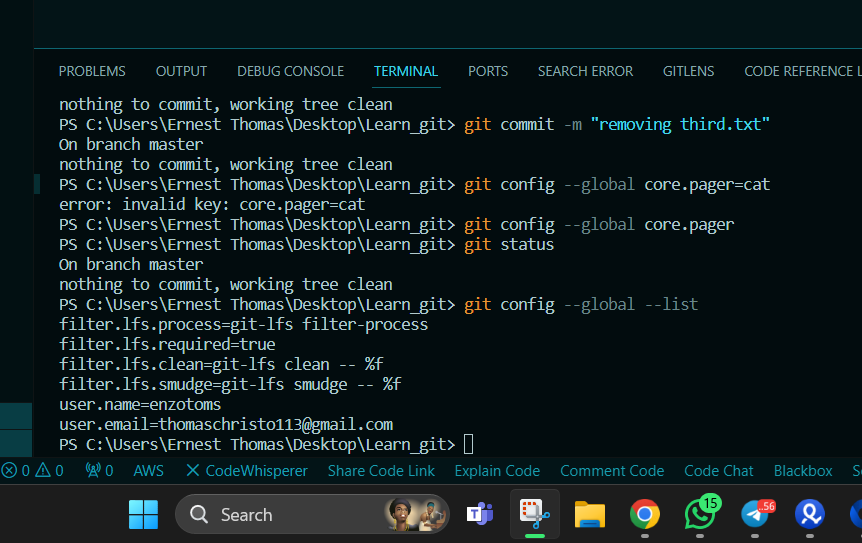 PROBLEMS OUTPUT DEBUG CONSOLE TERMINAL PORTS SEARCH ERROR GITLENS CODE REFERENCE L
nothing to commit, working tree clean
PS C:\Users\Ernest Thomas\Desktop\Learn_git> git commit -m "removing third.txt"
On branch master
nothing to commit, working tree clean
PS C:\Users\Ernest Thomas\Desktop\Learn_git> git config --global core.pager=cat
error: invalid key: core.pager=cat
PS C:\Users\Ernest Thomas\Desktop\Learn_git> git config --global core.pager
PS C:\Users\Ernest Thomas\Desktop\Learn_git> git status
On branch master
nothing to commit, working tree clean
PS C:\Users\Ernest Thomas\Desktop\Learn_git> git config --global --list
filter.lfs.process=git-lfs filter-process
filter.lfs.required=true
filter.lfs.clean=git-lfs clean -- %f
filter.lfs.smudge=git-lfs smudge -- %f
user.name=enzotoms
user.email=thomaschristo113@gmail.com
PS C:\Users\Ernest Thomas\Desktop\Learn_git>
0 0 0 AWS CodeWhisperer Share Code Link Explain Code Comment Code Code Chat Blackbox S
Search T 15 .56